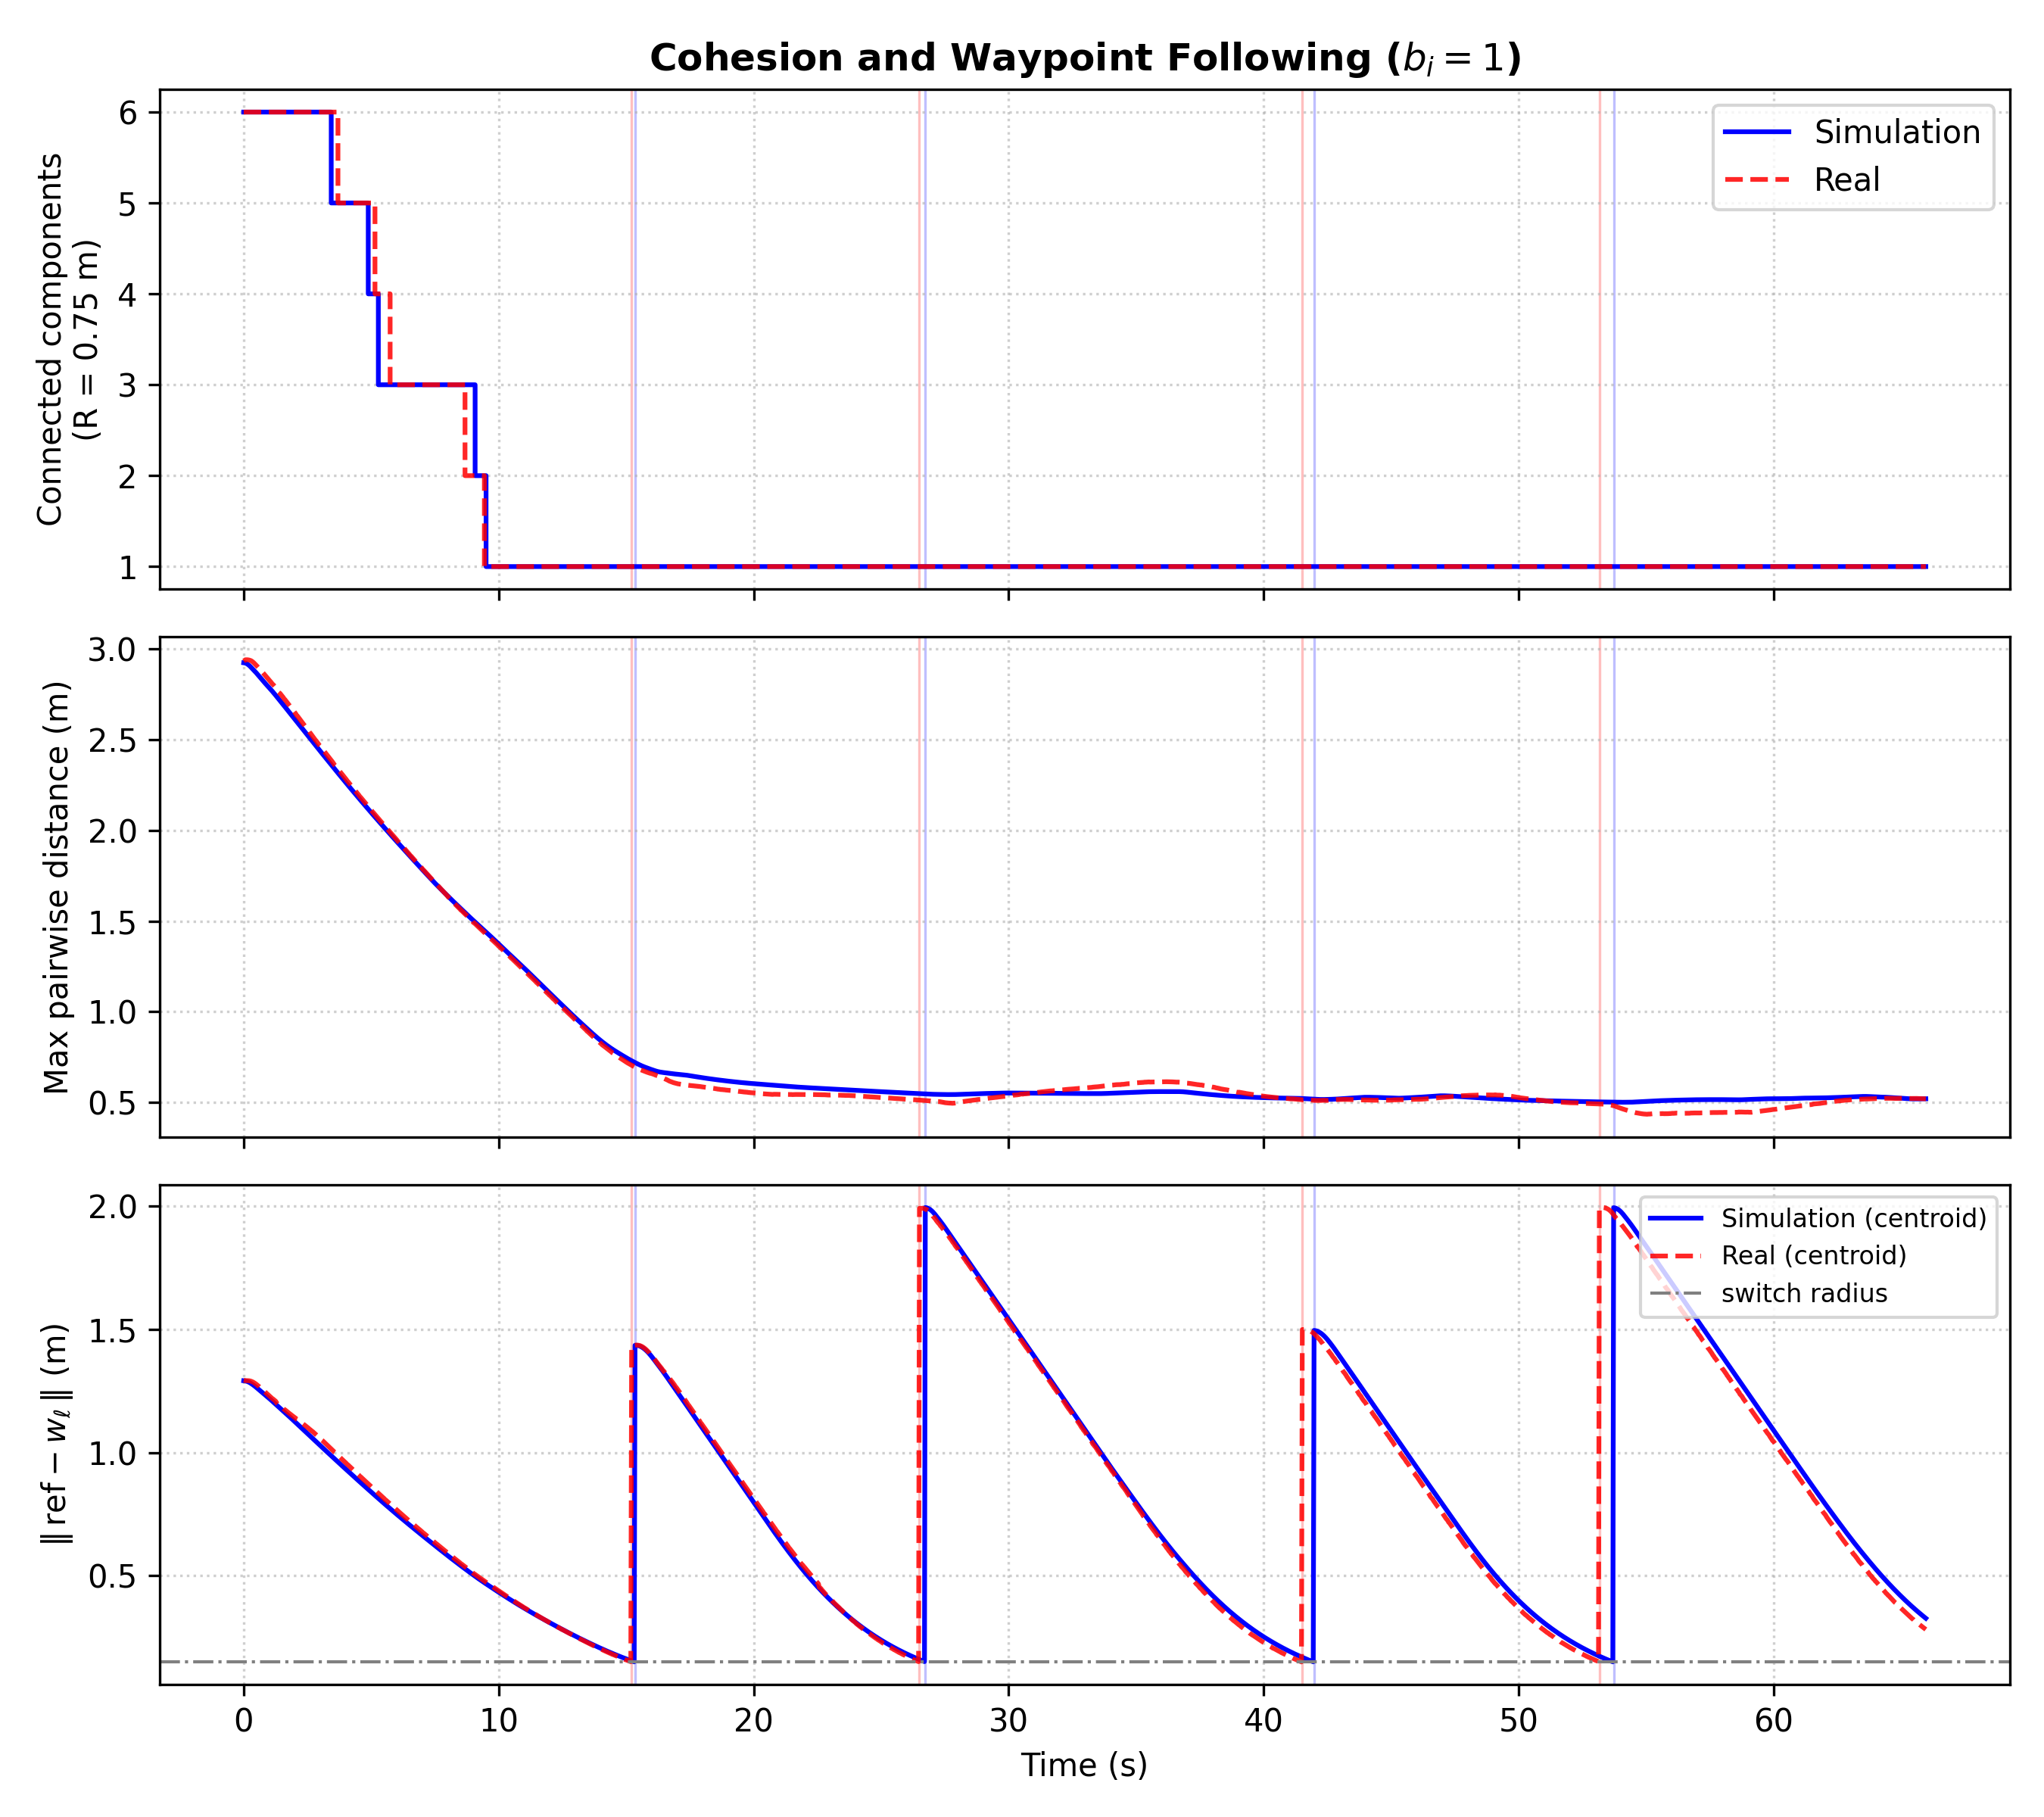 Cohesion and Waypoint Following (b_i = 1)
Connected components
(R = 0.75 m)
6
5
4
3
2
1
Simulation
Real
Max pairwise distance (m)
3.0
2.5
2.0
1.5
1.0
0.5
‖ ref − w_ℓ ‖ (m)
2.0
1.5
1.0
0.5
Simulation (centroid)
Real (centroid)
switch radius
0 10 20 30 40 50 60
Time (s)